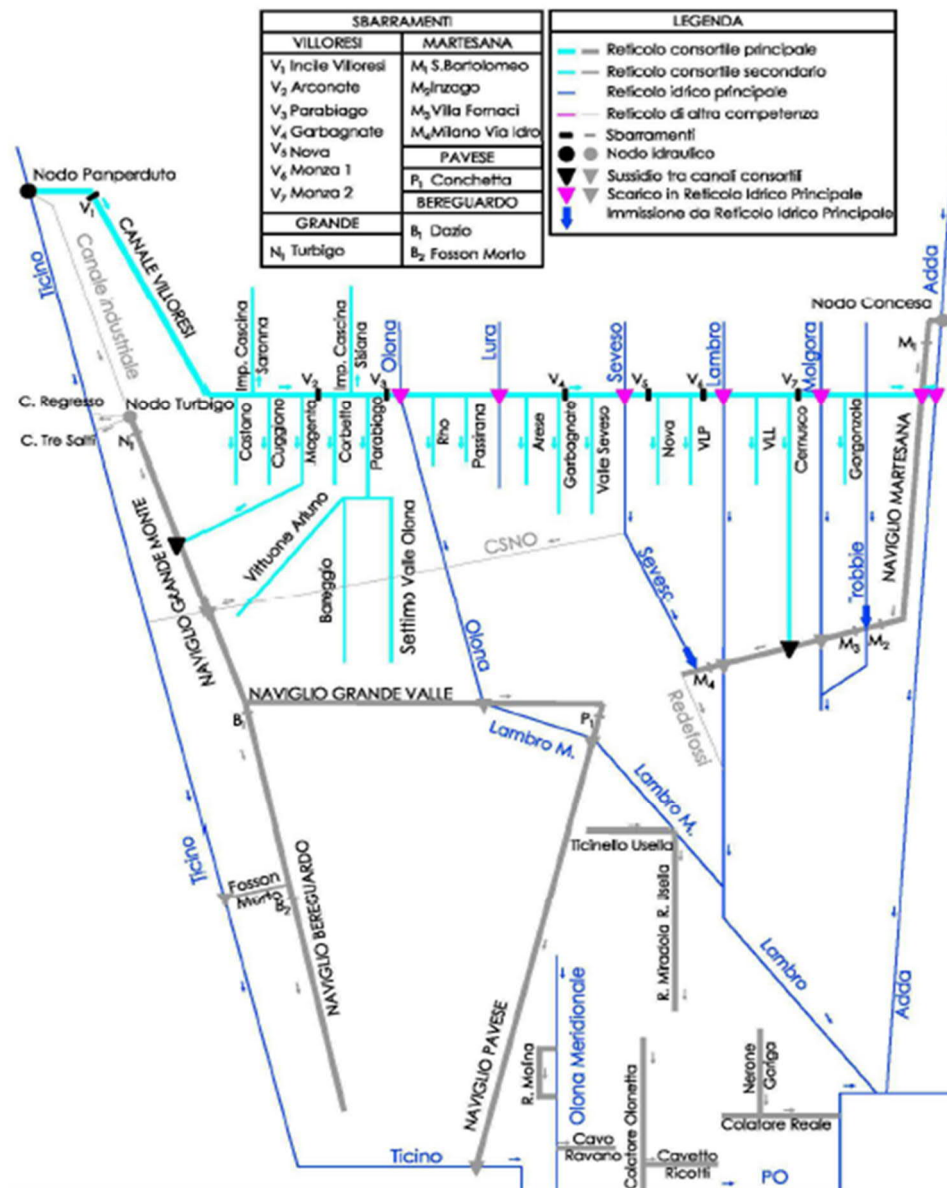 SBARRAMENTI
VILLORESI
V1 Incile Villoresi
V2 Arconate
V3 Parabiago
V4 Garbagnate
V5 Nova
V6 Monza 1
V7 Monza 2
GRANDE
N1 Turbigo
MARTESANA
M1 S.Bartolomeo
M2 Inzago
M3 Villa Fornaci
M4 Milano Via Idro
PAVESE
P1 Conchetta
BEREGUARDO
B1 Dazio
B2 Fosson Morto
LEGENDA
Reticolo consortile principale
Reticolo consortile secondario
Reticolo idrico principale
Reticolo di altra competenza
Sbarramenti
Nodo idraulico
Sussidio tra canali consortili
Scarico in Reticolo Idrico Principale
Immissione da Reticolo Idrico Principale
Nodo Panperduto
V1
CANALE VILLORESI
Canale industriale
Ticino
Adda
Nodo Concesa
M1
Imp. Cascina
Saronna
Imp. Cascina
Olona
Lura
Seveso
Lambro
Molgora
V2
V3
V4
V5
V6
V7
C. Regresso
Nodo Turbigo
C. Tre Salti
N1
Castano
Cuggiono
Magenta
Corbetta
Parabiago
Rho
Passirana
Arese
Garbagnate
Valle Seveso
Nova
VLP
VLL
Cernusco
Gorgonzola
NAVIGLIO MARTESANA
NAVIGLIO GRANDE MONTE
Vittuone Arluno
Bareggio
Settimo Valle Olona
CSNO
Olona
M3
M2
M4
Redefossi
NAVIGLIO GRANDE VALLE
B1
P1
Lambro M.
Lambro M.
Ticinello Usella
R. Miradola R. Usella
Ticino
Fosson
Morto
B2
NAVIGLIO BEREGUARDO
Lambro
Adda
NAVIGLIO PAVESE
R. Molina
Olona Meridionale
Colatore Olonetta
Nerone
Gariga
Colatore Reale
Cavo
Ravano
Cavetto
Ricotti
Ticino
PO